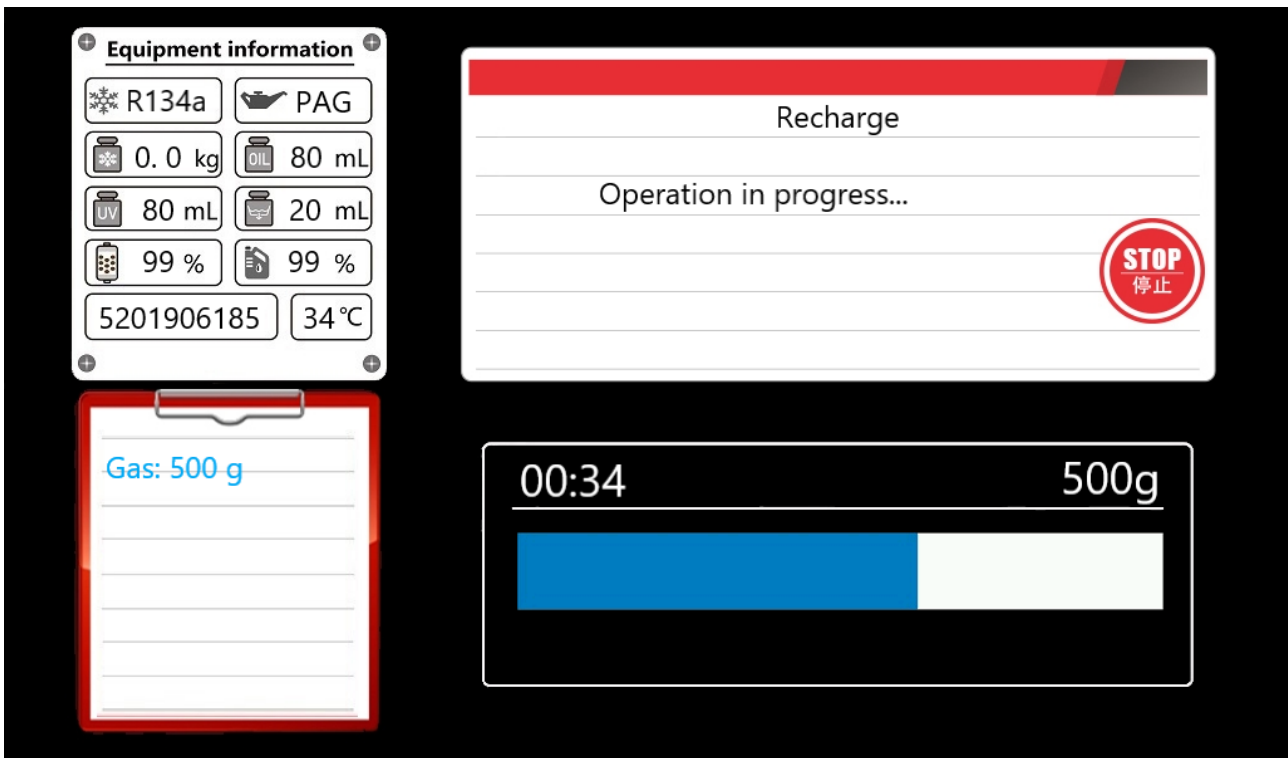 Equipment information
R134a
PAG
0.0 kg
OIL
80 mL
UV
80 mL
20 mL
99 %
99 %
5201906185
34℃
Recharge
Operation in progress...
STOP
停止
Gas: 500 g
00:34
500g